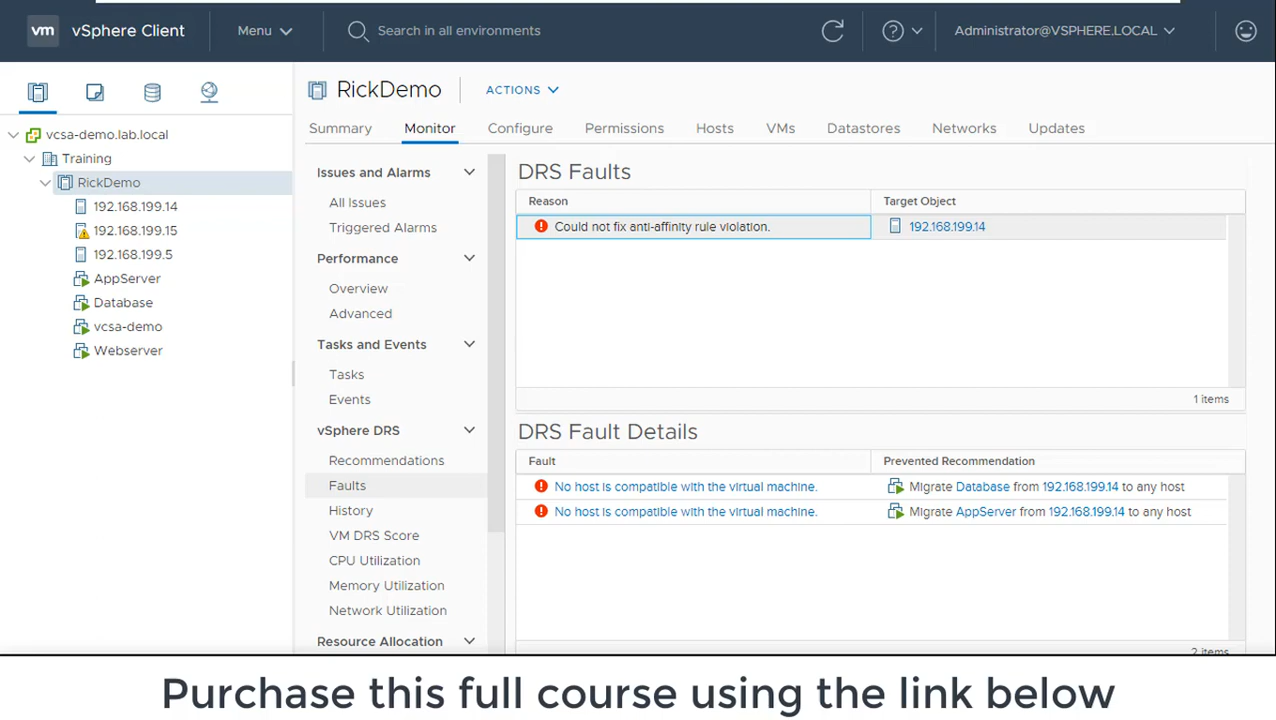 vm vSphere Client Menu Search in all environments Administrator@VSPHERE.LOCAL
RickDemo ACTIONS
Summary Monitor Configure Permissions Hosts VMs Datastores Networks Updates
vcsa-demo.lab.local
Training
RickDemo
192.168.199.14
192.168.199.15
192.168.199.5
AppServer
Database
vcsa-demo
Webserver
Issues and Alarms
All Issues
Triggered Alarms
Performance
Overview
Advanced
Tasks and Events
Tasks
Events
vSphere DRS
Recommendations
Faults
History
VM DRS Score
CPU Utilization
Memory Utilization
Network Utilization
Resource Allocation
DRS Faults
Reason Target Object
Could not fix anti-affinity rule violation. 192.168.199.14
1 items
DRS Fault Details
Fault Prevented Recommendation
No host is compatible with the virtual machine. Migrate Database from 192.168.199.14 to any host
No host is compatible with the virtual machine. Migrate AppServer from 192.168.199.14 to any host
2 items
Purchase this full course using the link below